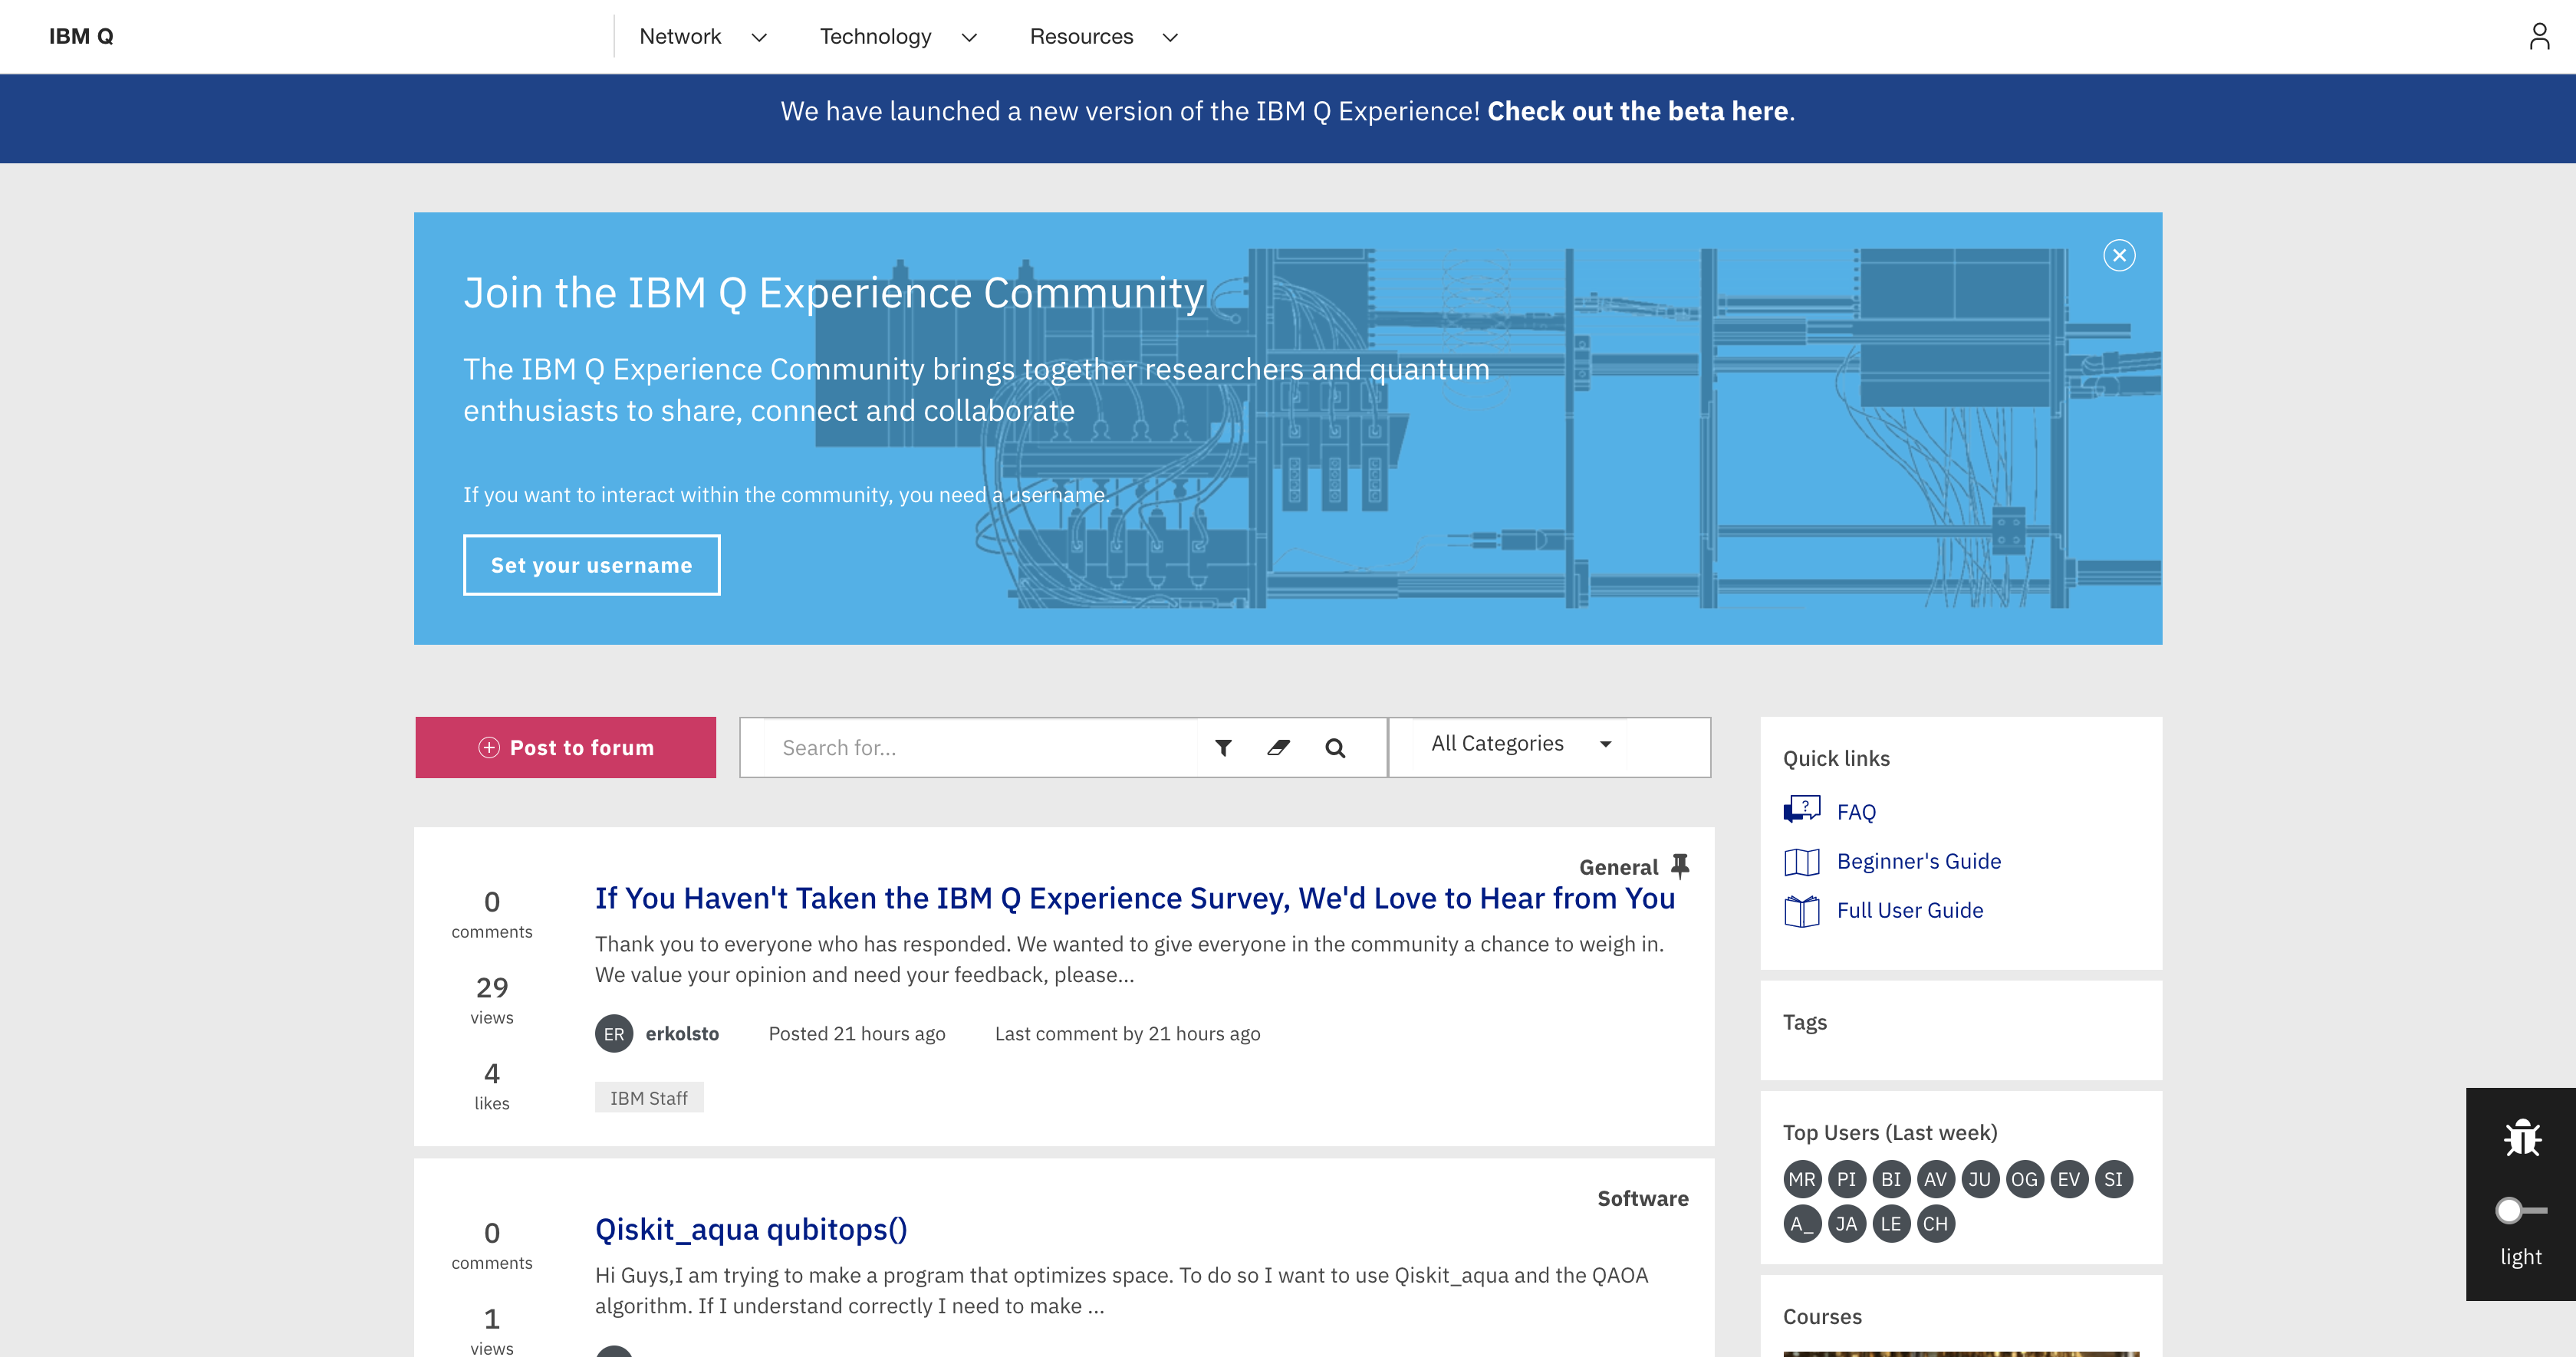 IBM Q
Network
Technology
Resources
We have launched a new version of the IBM Q Experience! Check out the beta here.
Join the IBM Q Experience Community
The IBM Q Experience Community brings together researchers and quantum
enthusiasts to share, connect and collaborate
If you want to interact within the community, you need a username.
Set your username
Post to forum
Search for...
All Categories
General
0
comments
29
views
4
likes
If You Haven't Taken the IBM Q Experience Survey, We'd Love to Hear from You
Thank you to everyone who has responded. We wanted to give everyone in the community a chance to weigh in.
We value your opinion and need your feedback, please...
ER erkolsto Posted 21 hours ago Last comment by 21 hours ago
IBM Staff
Software
0
comments
1
views
Qiskit_aqua qubitops()
Hi Guys,I am trying to make a program that optimizes space. To do so I want to use Qiskit_aqua and the QAOA
algorithm. If I understand correctly I need to make ...
Quick links
?
FAQ
Beginner's Guide
Full User Guide
Tags
Top Users (Last week)
MR PI BI AV JU OG EV SI
A_ JA LE CH
Courses
light